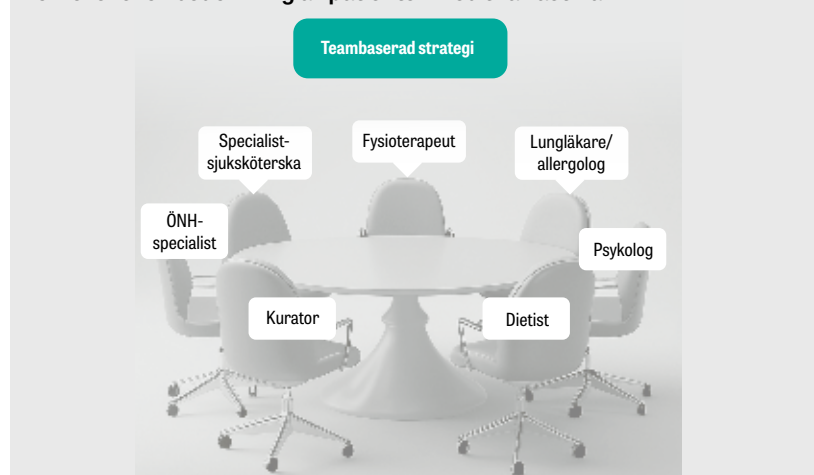 Teambaserad strategi
Specialist-
sjuksköterska
Fysioterapeut
Lungläkare/
allergolog
ÖNH-
specialist
Psykolog
Kurator
Dietist